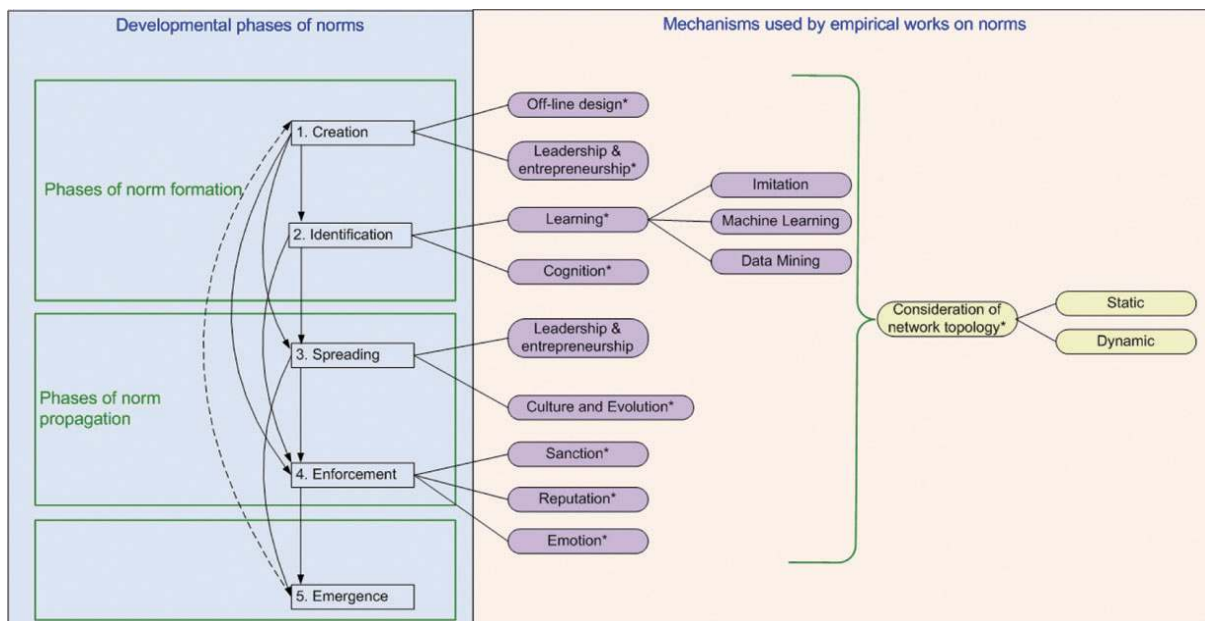 Developmental phases of norms
Mechanisms used by empirical works on norms
Phases of norm formation
1. Creation
2. Identification
Phases of norm
propagation
3. Spreading
4. Enforcement
5. Emergence
Off-line design*
Leadership &
entrepreneurship*
Learning*
Cognition*
Imitation
Machine Learning
Data Mining
Leadership &
entrepreneurship
Culture and Evolution*
Sanction*
Reputation*
Emotion*
Consideration of
network topology*
Static
Dynamic